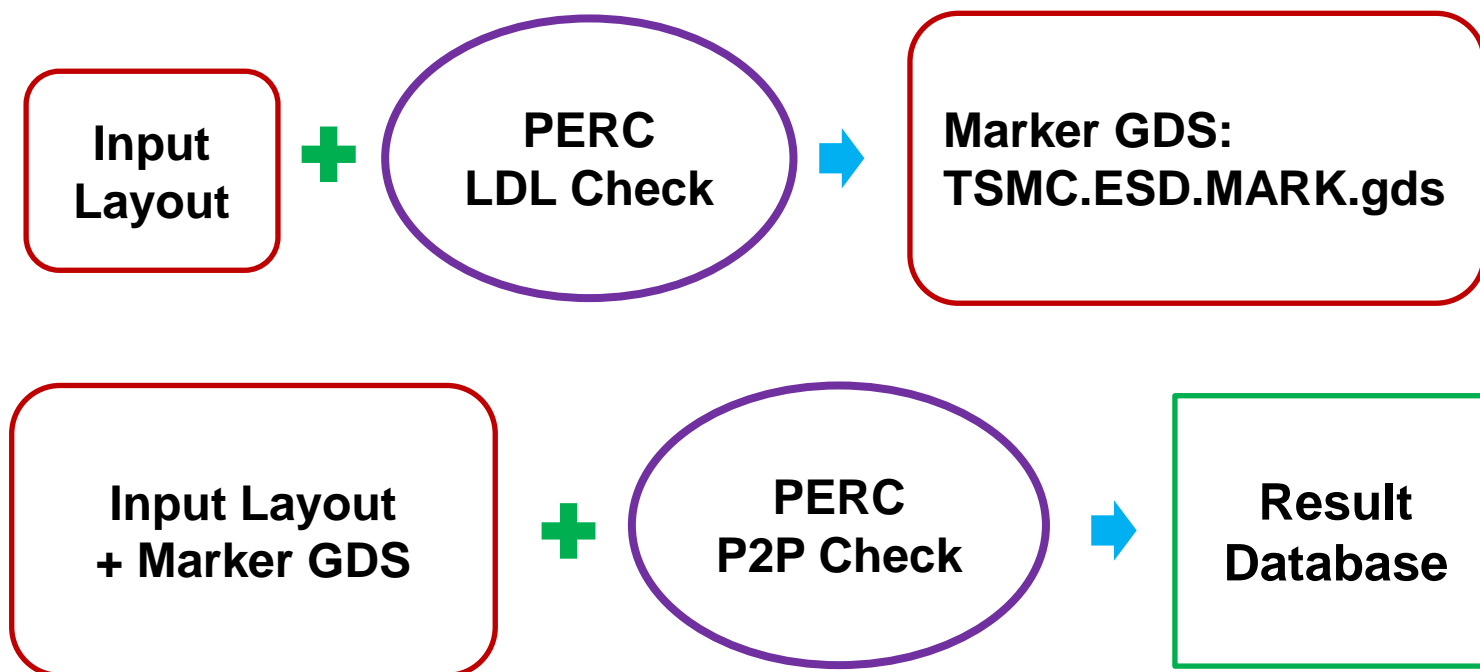 Input
Layout
PERC
LDL Check
Marker GDS:
TSMC.ESD.MARK.gds
Input Layout
+ Marker GDS
PERC
P2P Check
Result
Database